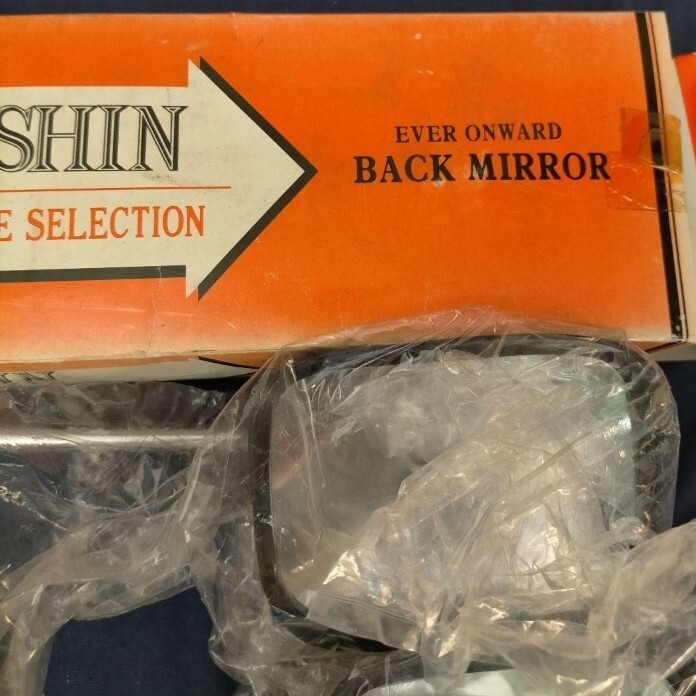 SHIN
E SELECTION
EVER ONWARD
BACK MIRROR